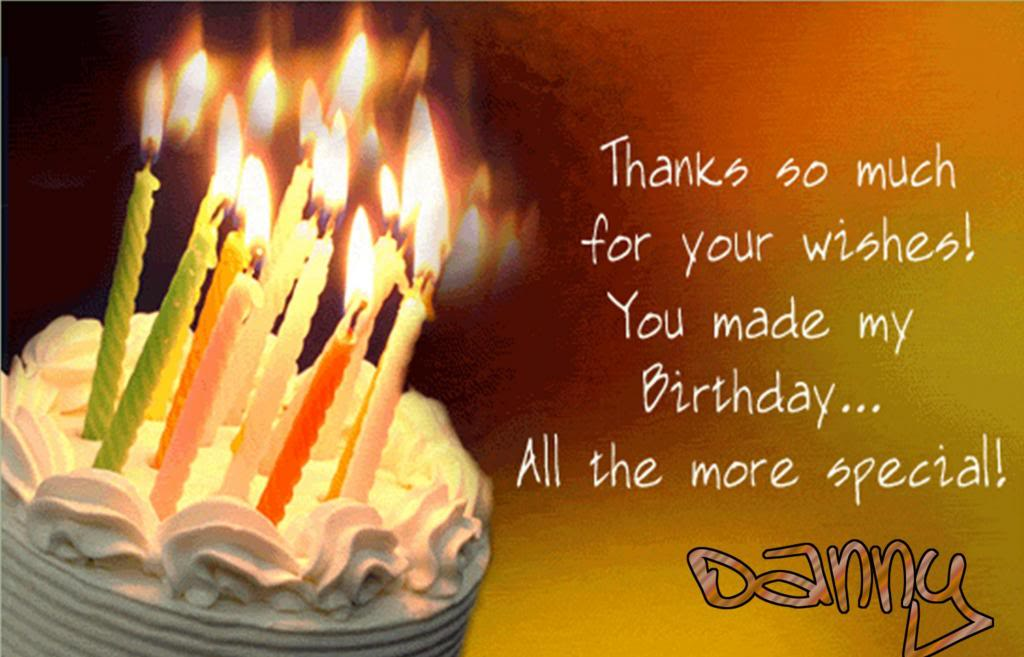 Thanks so much
for your wishes!
You made my
Birthday...
All the more special!
Danny